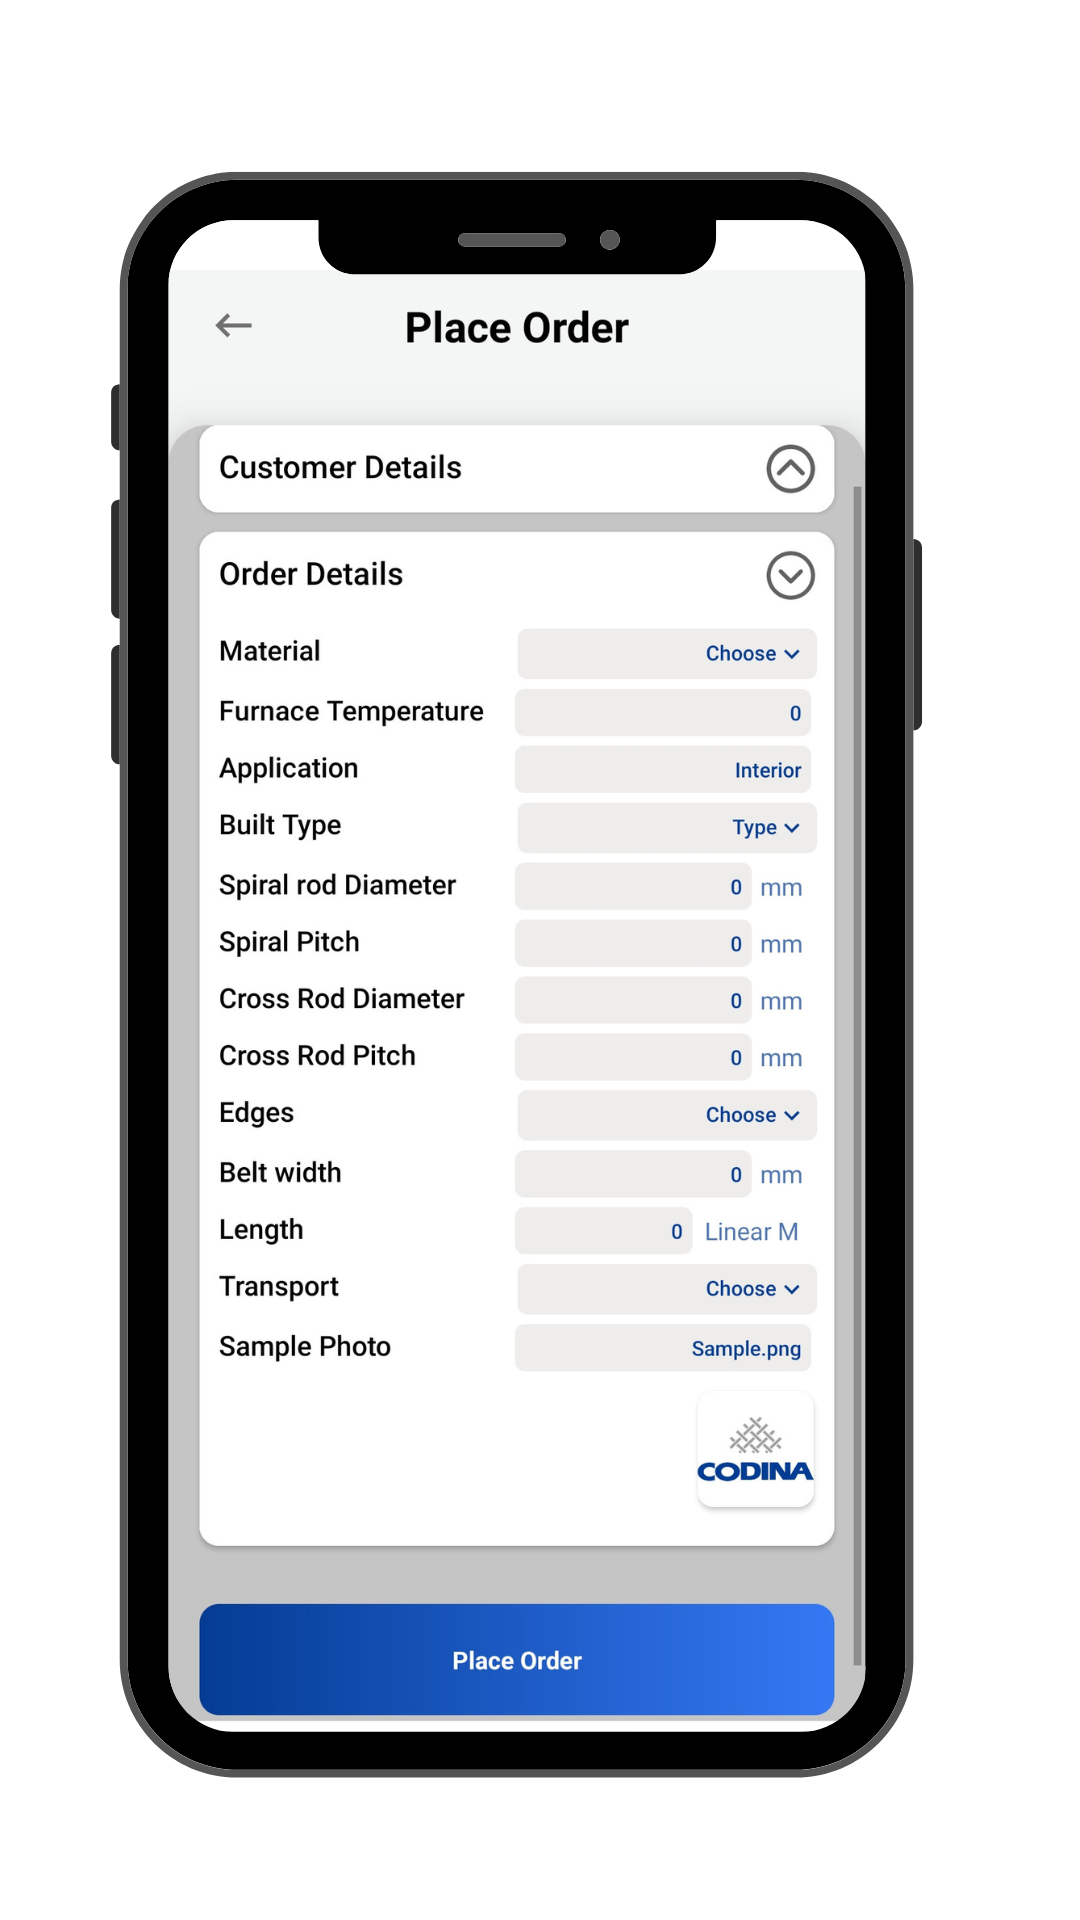 Place Order
Customer Details
Order Details
Material Choose
Furnace Temperature 0
Application Interior
Built Type Type
Spiral rod Diameter 0 mm
Spiral Pitch 0 mm
Cross Rod Diameter 0 mm
Cross Rod Pitch 0 mm
Edges Choose
Belt width 0 mm
Length 0 Linear M
Transport Choose
Sample Photo Sample.png
CODINA
Place Order